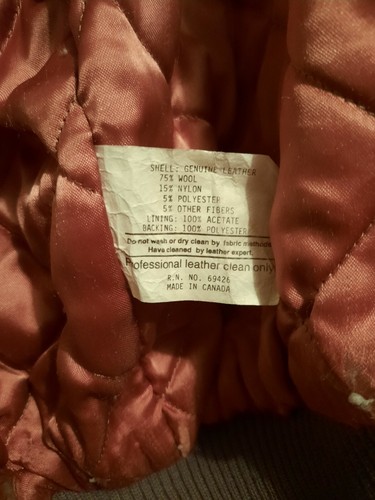 SHELL: GENUINE LEATHER
75% WOOL
15% NYLON
5% POLYESTER
5% OTHER FIBERS
LINING: 100% ACETATE
BACKING: 100% POLYESTER
Do not wash or dry clean by fabric methods.
Have cleaned by leather expert.
Professional leather clean only
R.N. NO. 69426
MADE IN CANADA